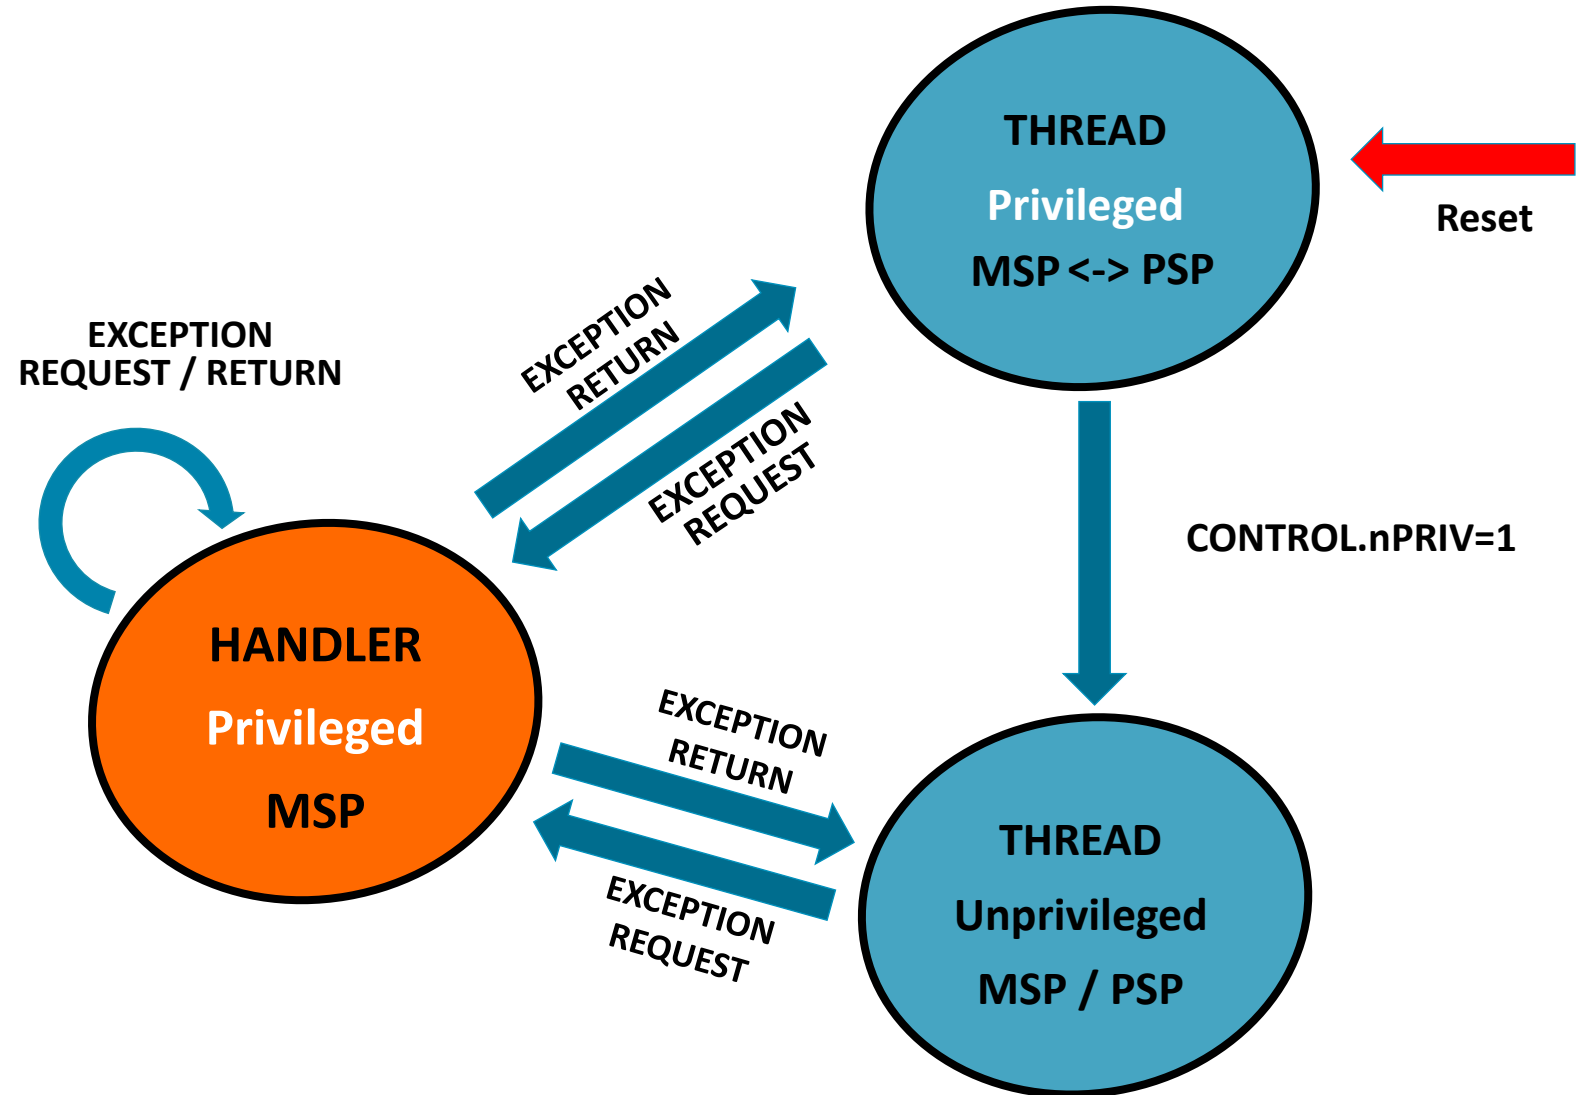 THREAD
Privileged
MSP <-> PSP
Reset
EXCEPTION
REQUEST / RETURN
EXCEPTION
RETURN
EXCEPTION
REQUEST
CONTROL.nPRIV=1
HANDLER
Privileged
MSP
EXCEPTION
RETURN
EXCEPTION
REQUEST
THREAD
Unprivileged
MSP / PSP